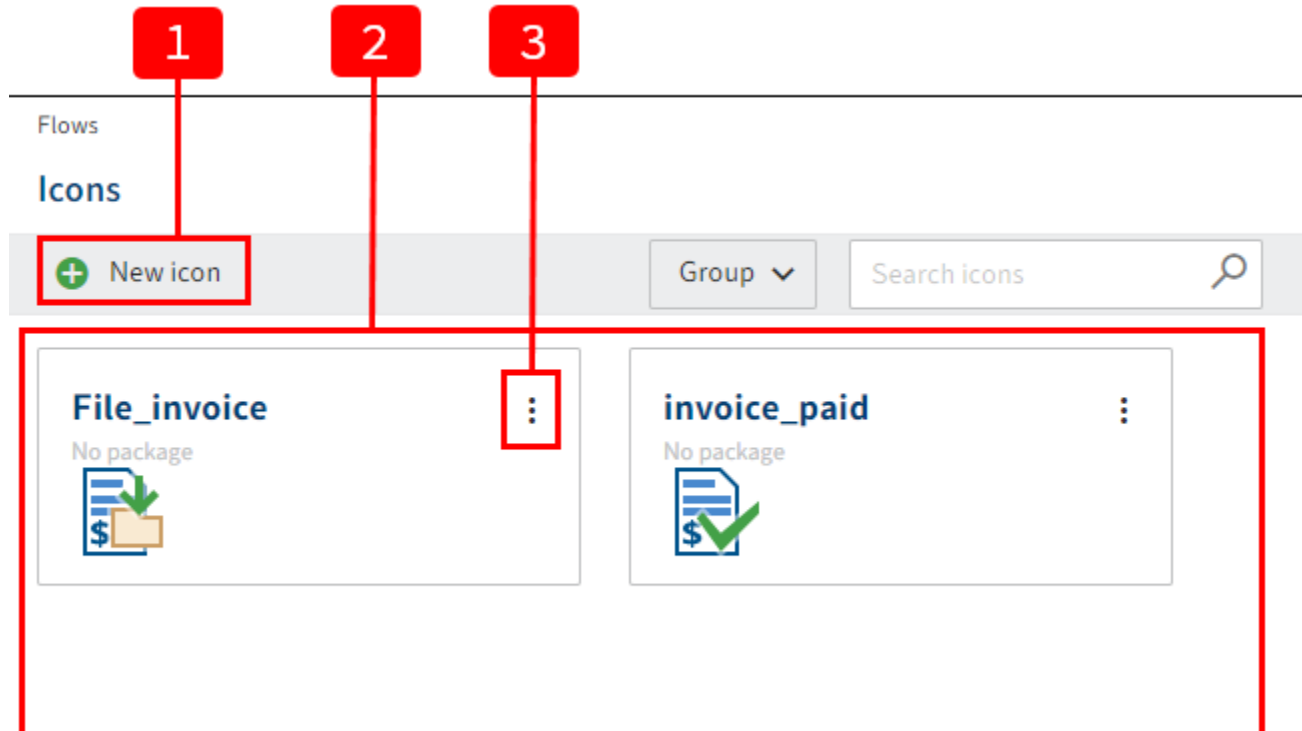 1 2 3
Flows
Icons
New icon Group Search icons
File_invoice invoice_paid
No package No package
$ $